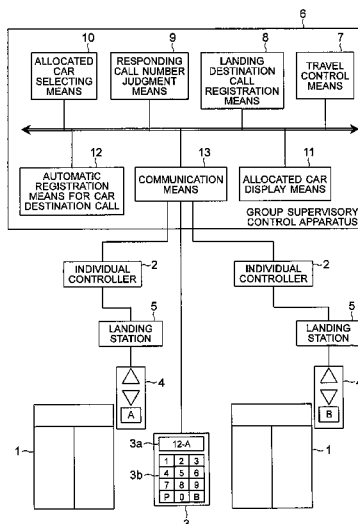 6
10
9
8
7
ALLOCATED
CAR
SELECTING
MEANS
RESPONDING
CALL NUMBER
JUDGMENT
MEANS
LANDING
DESTINATION
CALL
REGISTRATION
MEANS
TRAVEL
CONTROL
MEANS
12
13
11
AUTOMATIC
REGISTRATION
MEANS FOR CAR
DESTINATION CALL
COMMUNICATION
MEANS
ALLOCATED CAR
DISPLAY MEANS
GROUP SUPERVISORY
CONTROL APPARATUS
INDIVIDUAL
CONTROLLER
2
INDIVIDUAL
CONTROLLER
2
5
LANDING
STATION
5
LANDING
STATION
4
A
4
B
1
3a
12-A
3b
1 2 3
4 5 6
7 8 9
P 0 B
3
1